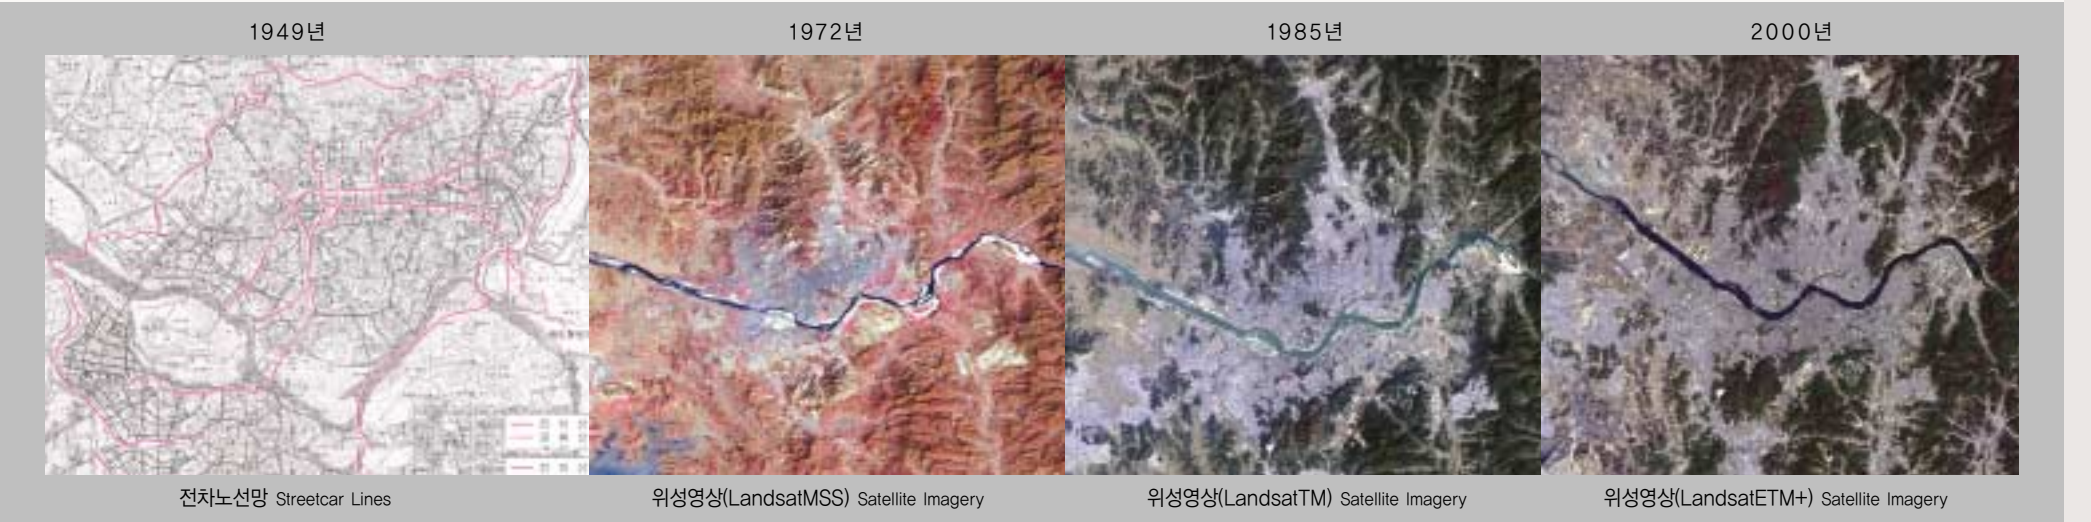 1949년
1972년
1985년
2000년
전차노선망 Streetcar Lines
위성영상(LandsatMSS) Satellite Imagery
위성영상(LandsatTM) Satellite Imagery
위성영상(LandsatETM+) Satellite Imagery